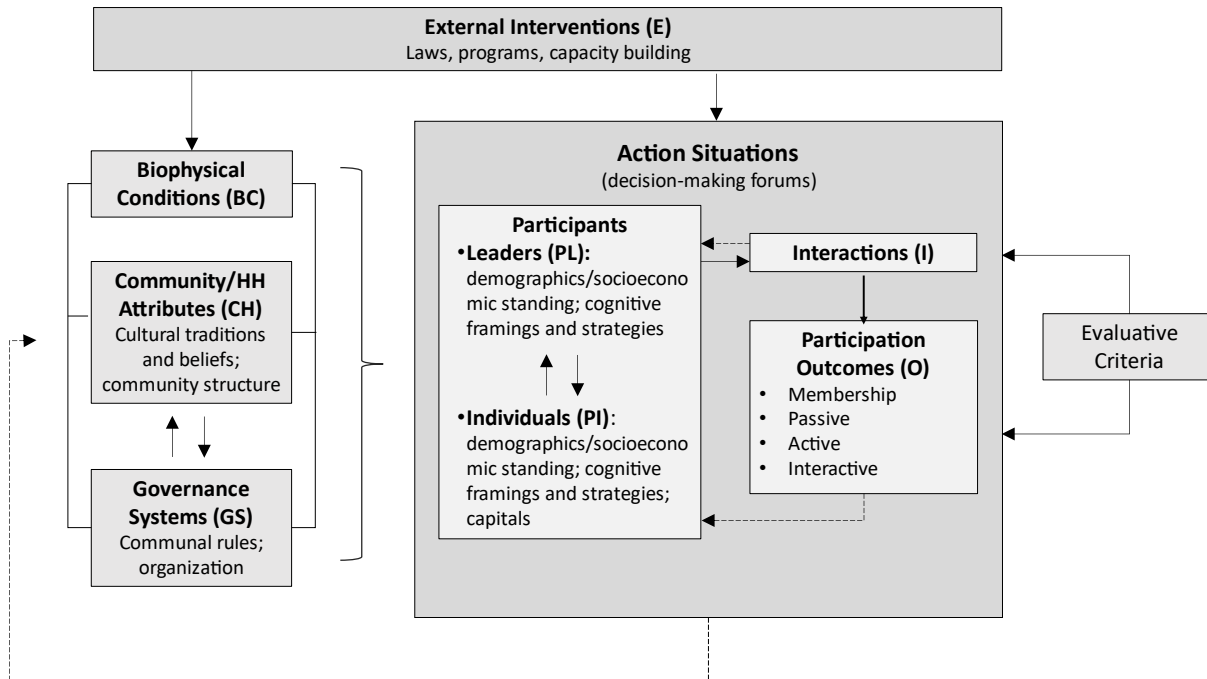 External Interventions (E)
Laws, programs, capacity building
Biophysical
Conditions (BC)
Community/HH
Attributes (CH)
Cultural traditions
and beliefs;
community structure
Governance
Systems (GS)
Communal rules;
organization
Action Situations
(decision-making forums)
Participants
•Leaders (PL):
demographics/socioecono
mic standing; cognitive
framings and strategies
•Individuals (PI):
demographics/socioecono
mic standing; cognitive
framings and strategies;
capitals
Interactions (I)
Participation
Outcomes (O)
• Membership
• Passive
• Active
• Interactive
Evaluative
Criteria